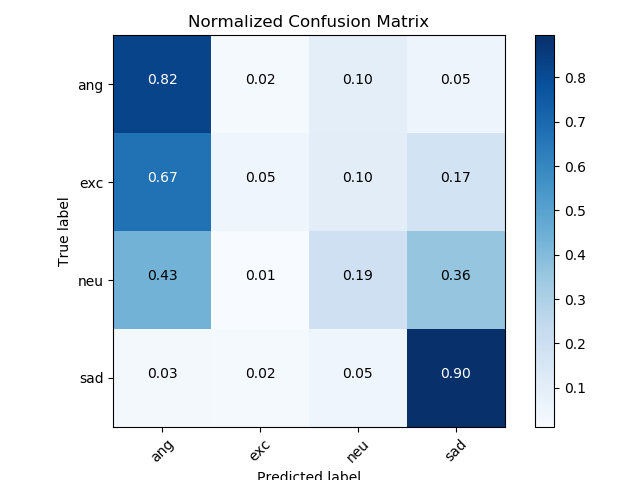 Normalized Confusion Matrix
ang 0.82 0.02 0.10 0.05
exc 0.67 0.05 0.10 0.17
neu 0.43 0.01 0.19 0.36
sad 0.03 0.02 0.05 0.90
True label
ang exc neu sad
Predicted label
0.8
0.7
0.6
0.5
0.4
0.3
0.2
0.1